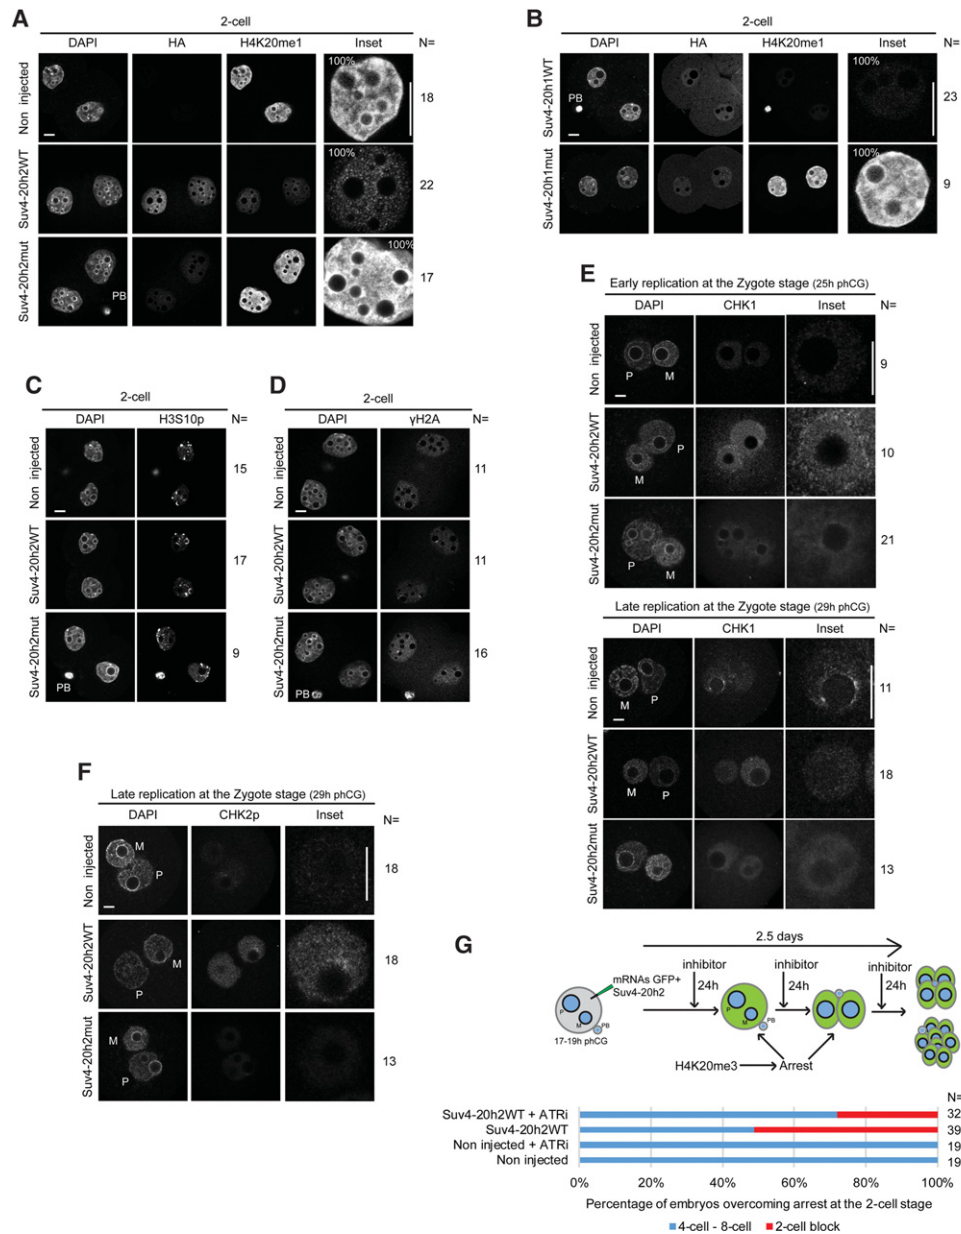 A
2-cell
DAPI HA H4K20me1 Inset N=
Non injected 100% 18
Suv4-20h2WT 100% 22
Suv4-20h2mut PB 100% 17
B
2-cell
DAPI HA H4K20me1 Inset N=
Suv4-20h1WT PB 100% 23
Suv4-20h1mut 100% 9
C
2-cell
DAPI H3S10p N=
Non injected 15
Suv4-20h2WT 17
Suv4-20h2mut PB 9
D
2-cell
DAPI γH2A N=
Non injected 11
Suv4-20h2WT 11
Suv4-20h2mut PB 16
E
Early replication at the Zygote stage (25h phCG)
DAPI CHK1 Inset N=
Non injected P M 9
Suv4-20h2WT P M 10
Suv4-20h2mut P M 21
Late replication at the Zygote stage (29h phCG)
DAPI CHK1 Inset N=
Non injected M P 11
Suv4-20h2WT M P 18
Suv4-20h2mut 13
F
Late replication at the Zygote stage (29h phCG)
DAPI CHK2p Inset N=
Non injected M P 18
Suv4-20h2WT M P 18
Suv4-20h2mut M P 13
G
2.5 days
inhibitor inhibitor inhibitor
mRNAs GFP+
Suv4-20h2
24h 24h 24h
P M PB
P M PB
17-19h phCG
H4K20me3 Arrest
N=
Suv4-20h2WT + ATRi 32
Suv4-20h2WT 39
Non injected + ATRi 19
Non injected 19
0% 20% 40% 60% 80% 100%
Percentage of embryos overcoming arrest at the 2-cell stage
4-cell - 8-cell 2-cell block